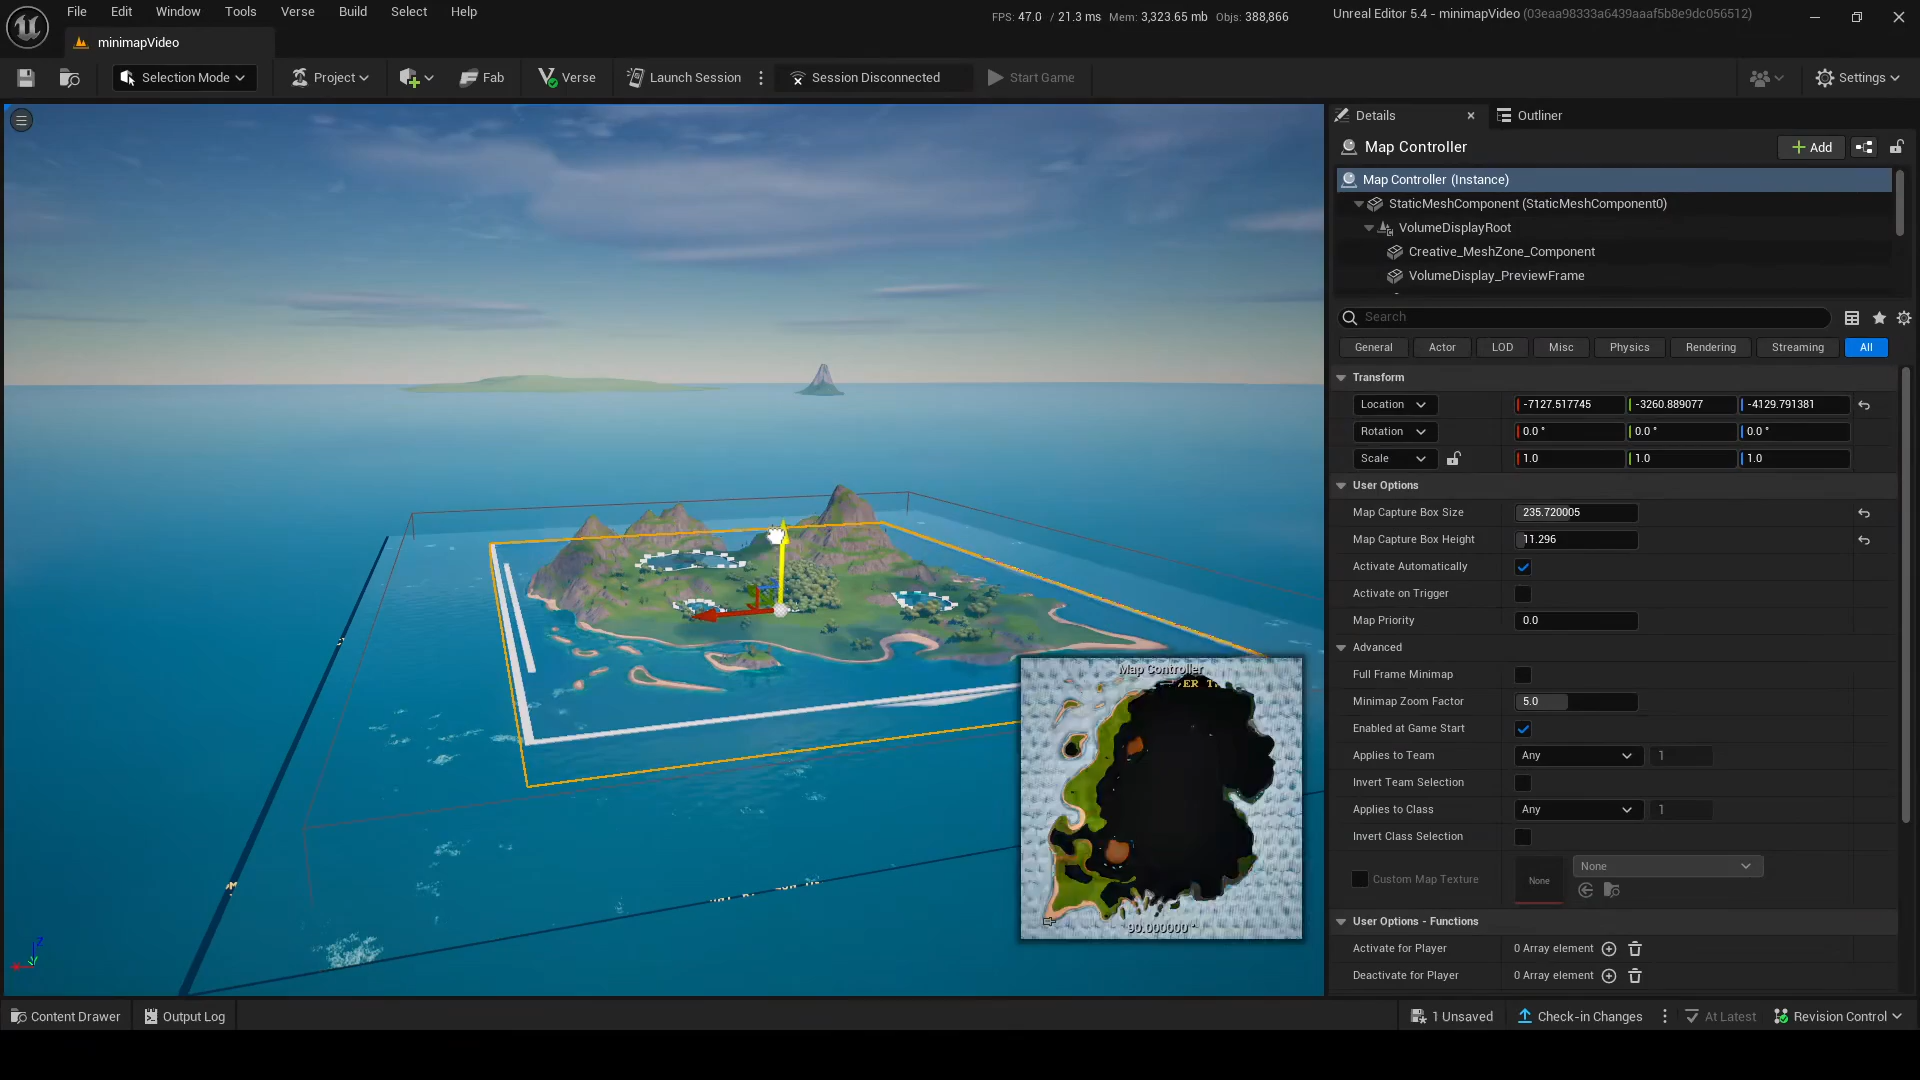 File Edit Window Tools Verse Build Select Help
FPS: 47.0 / 21.3 ms Mem: 3,323.65 mb Objs: 388,866
Unreal Editor 5.4 - minimapVideo (03eaa98333a6439aaaf5b8e9dc056512)
minimapVideo
Selection Mode Project Fab Verse Launch Session Session Disconnected Start Game Settings
Details Outliner
Map Controller Add
Map Controller (Instance)
StaticMeshComponent (StaticMeshComponent0)
VolumeDisplayRoot
Creative_MeshZone_Component
VolumeDisplay_PreviewFrame
Search
General Actor LOD Misc Physics Rendering Streaming All
Transform
Location -7127.517745 -3260.889077 -4129.791381
Rotation 0.0 ° 0.0 ° 0.0 °
Scale 1.0 1.0 1.0
User Options
Map Capture Box Size 235.720005
Map Capture Box Height 11.296
Activate Automatically
Activate on Trigger
Map Priority 0.0
Advanced
Full Frame Minimap
Minimap Zoom Factor 5.0
Enabled at Game Start
Applies to Team Any 1
Invert Team Selection
Applies to Class Any 1
Invert Class Selection
Custom Map Texture None None
User Options - Functions
Activate for Player 0 Array element
Deactivate for Player 0 Array element
Map Controller
90.000000 °
Z
Content Drawer Output Log 1 Unsaved Check-in Changes At Latest Revision Control